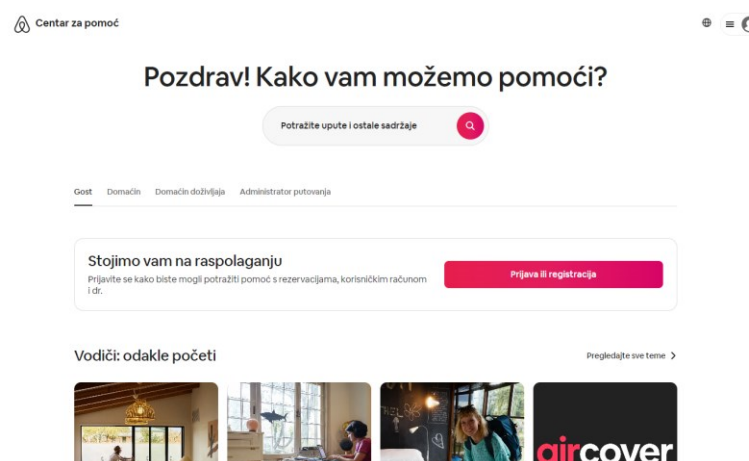 Centar za pomoć
Pozdrav! Kako vam možemo pomoći?
Potražite upute i ostale sadržaje
Gost Domaćin Domaćin doživljaja Administrator putovanja
Stojimo vam na raspolaganju
Prijavite se kako biste mogli potražiti pomoć s rezervacijama, korisničkim računom
i dr.
Prijava ili registracija
Vodiči: odakle početi
Pregledajte sve teme
aircover